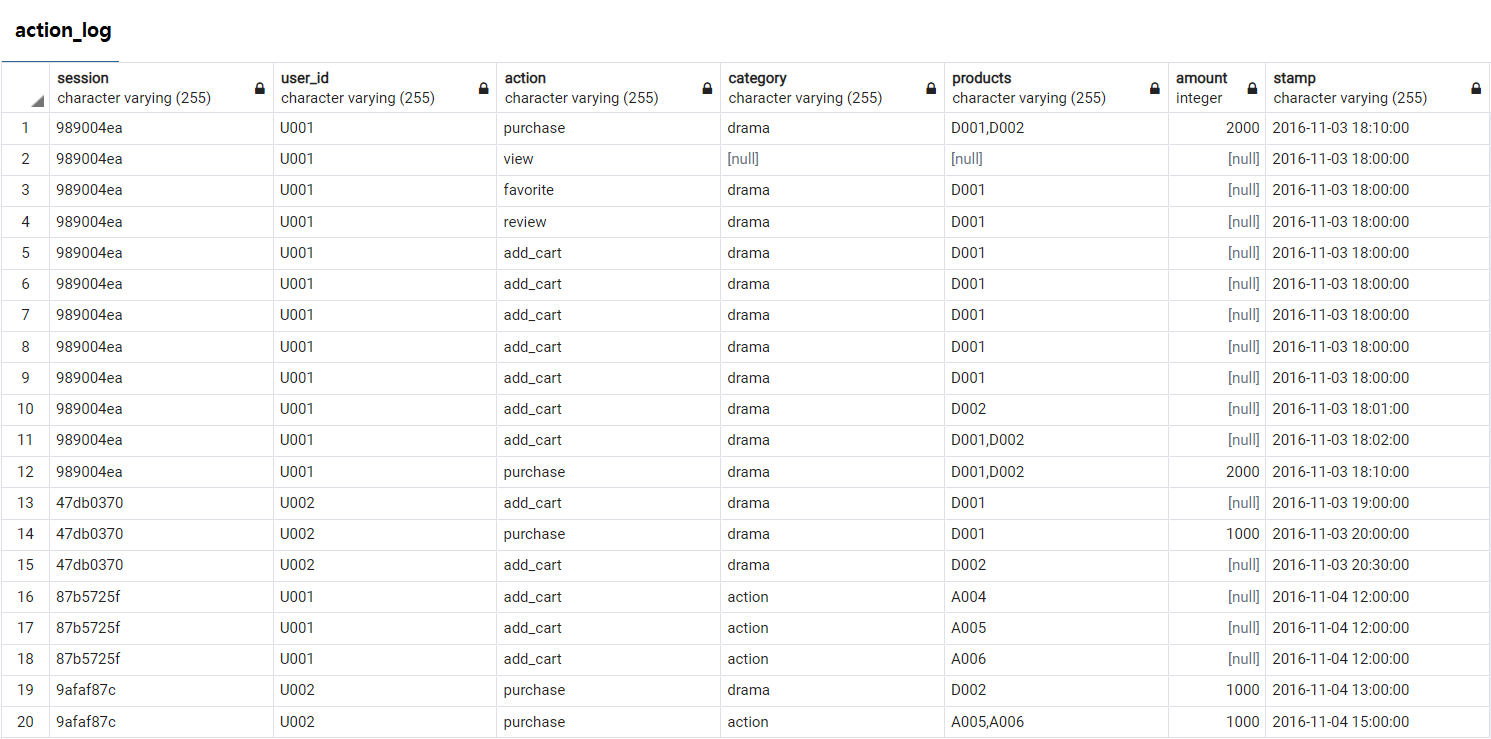 action_log
session user_id action category products amount stamp
character varying (255) character varying (255) character varying (255) character varying (255) character varying (255) integer character varying (255)
1 989004ea U001 purchase drama D001,D002 2000 2016-11-03 18:10:00
2 989004ea U001 view [null] [null] [null] 2016-11-03 18:00:00
3 989004ea U001 favorite drama D001 [null] 2016-11-03 18:00:00
4 989004ea U001 review drama D001 [null] 2016-11-03 18:00:00
5 989004ea U001 add_cart drama D001 [null] 2016-11-03 18:00:00
6 989004ea U001 add_cart drama D001 [null] 2016-11-03 18:00:00
7 989004ea U001 add_cart drama D001 [null] 2016-11-03 18:00:00
8 989004ea U001 add_cart drama D001 [null] 2016-11-03 18:00:00
9 989004ea U001 add_cart drama D001 [null] 2016-11-03 18:00:00
10 989004ea U001 add_cart drama D002 [null] 2016-11-03 18:01:00
11 989004ea U001 add_cart drama D001,D002 [null] 2016-11-03 18:02:00
12 989004ea U001 purchase drama D001,D002 2000 2016-11-03 18:10:00
13 47db0370 U002 add_cart drama D001 [null] 2016-11-03 19:00:00
14 47db0370 U002 purchase drama D001 1000 2016-11-03 20:00:00
15 47db0370 U002 add_cart drama D002 [null] 2016-11-03 20:30:00
16 87b5725f U001 add_cart action A004 [null] 2016-11-04 12:00:00
17 87b5725f U001 add_cart action A005 [null] 2016-11-04 12:00:00
18 87b5725f U001 add_cart action A006 [null] 2016-11-04 12:00:00
19 9afaf87c U002 purchase drama D002 1000 2016-11-04 13:00:00
20 9afaf87c U002 purchase action A005,A006 1000 2016-11-04 15:00:00